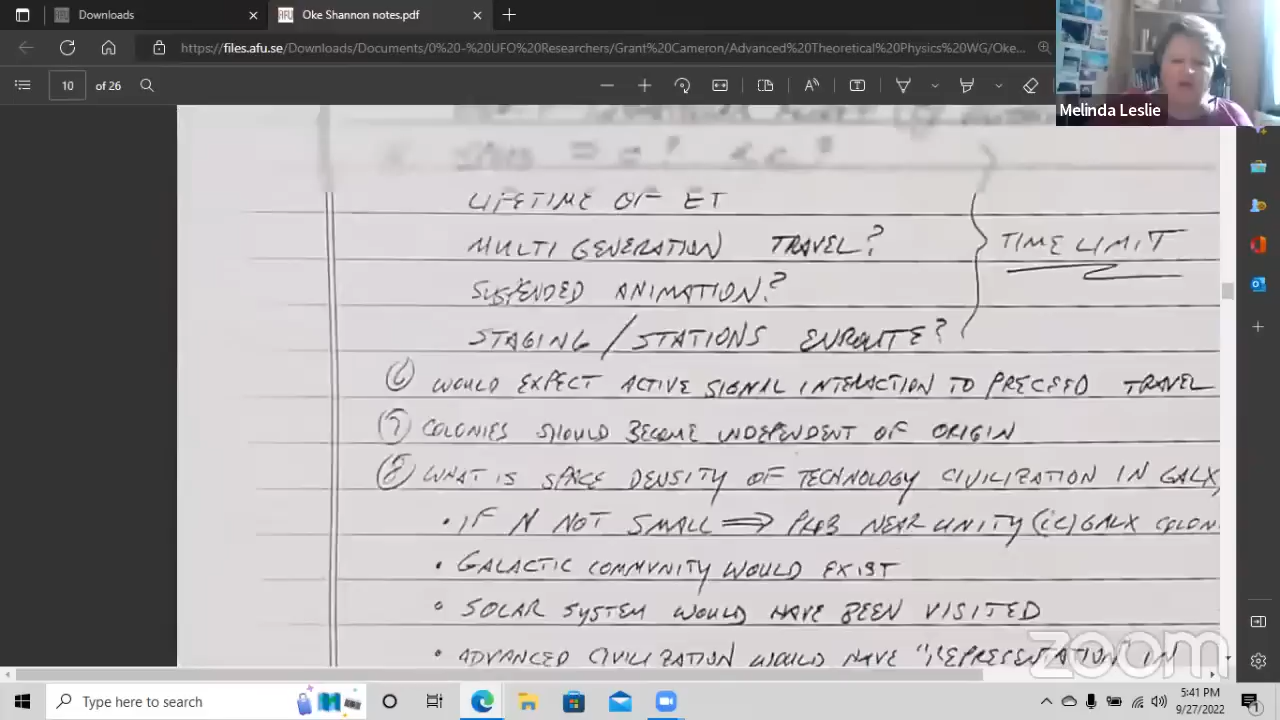 Downloads
Oke Shannon notes.pdf
https://files.afu.se/Downloads/Documents/0%20-%20UFO%20Researchers/Grant%20Cameron/Advanced%20Theoretical%20Physics%20WG/Oke...
10 of 26
Melinda Leslie
LIFETIME OF ET
MULTI GENERATION TRAVEL?
SUSPENDED ANIMATION?
STAGING / STATIONS ENROUTE?
TIME LIMIT
6 WOULD EXPECT ACTIVE SIGNAL INTERACTION TO PRECEED TRAVEL
7 COLONIES SHOULD BECOME INDEPENDENT OF ORIGIN
8 WHAT IS SPACE DENSITY OF TECHNOLOGY CIVILIZATION IN GALX,
• IF N NOT SMALL ⇒ PROB NEAR UNITY (IC) GALX COLON
• GALACTIC COMMUNITY WOULD EXIST
• SOLAR SYSTEM WOULD HAVE BEEN VISITED
• ADVANCED CIVILIZATION WOULD HAVE "REPRESENTATION" IN
zoom
Type here to search
5:41 PM
9/27/2022